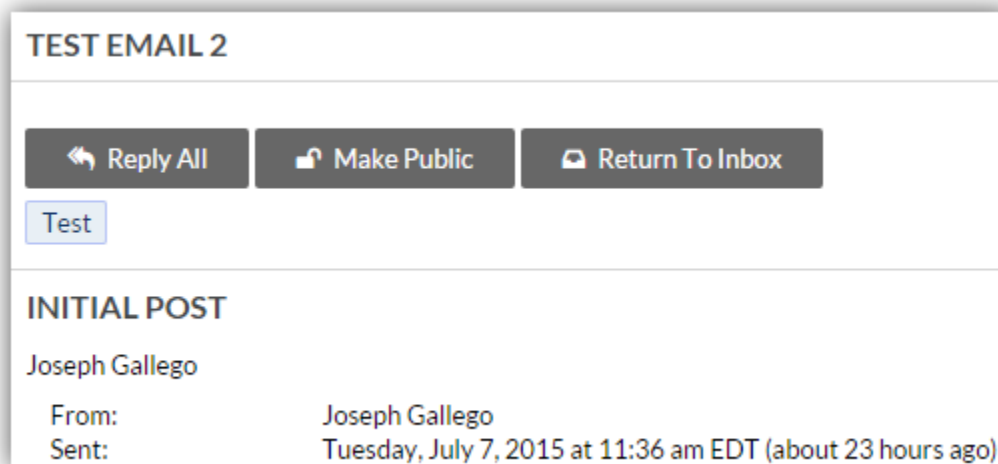 TEST EMAIL 2
Reply All Make Public Return To Inbox
Test
INITIAL POST
Joseph Gallego
From: Joseph Gallego
Sent: Tuesday, July 7, 2015 at 11:36 am EDT (about 23 hours ago)